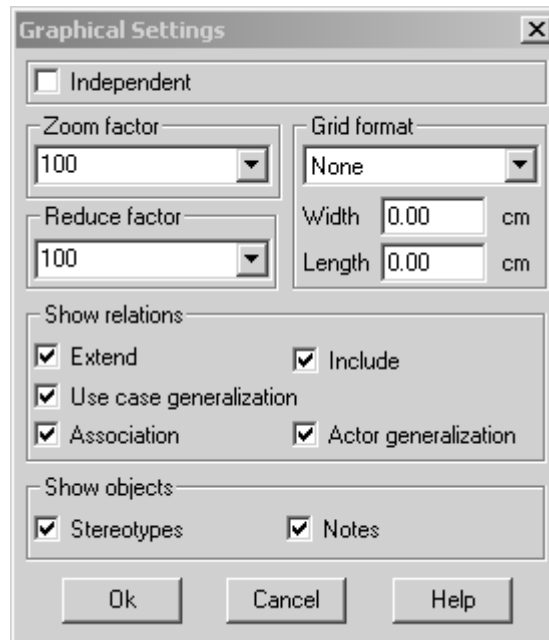 Graphical Settings
Independent
Zoom factor
100
Grid format
None
Width 0.00 cm
Length 0.00 cm
Reduce factor
100
Show relations
Extend Include
Use case generalization
Association Actor generalization
Show objects
Stereotypes Notes
Ok Cancel Help